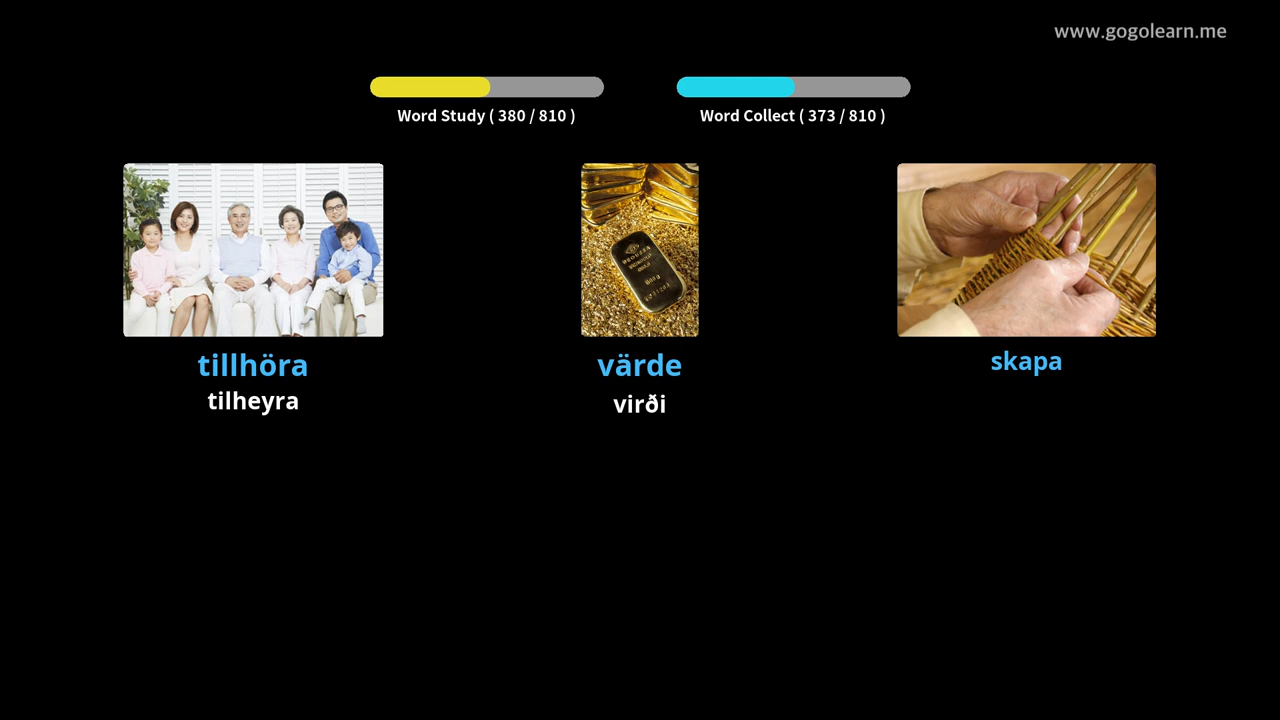 www.gogolearn.me
Word Study ( 380 / 810 )
Word Collect ( 373 / 810 )
tillhöra
tilheyra
värde
virði
skapa